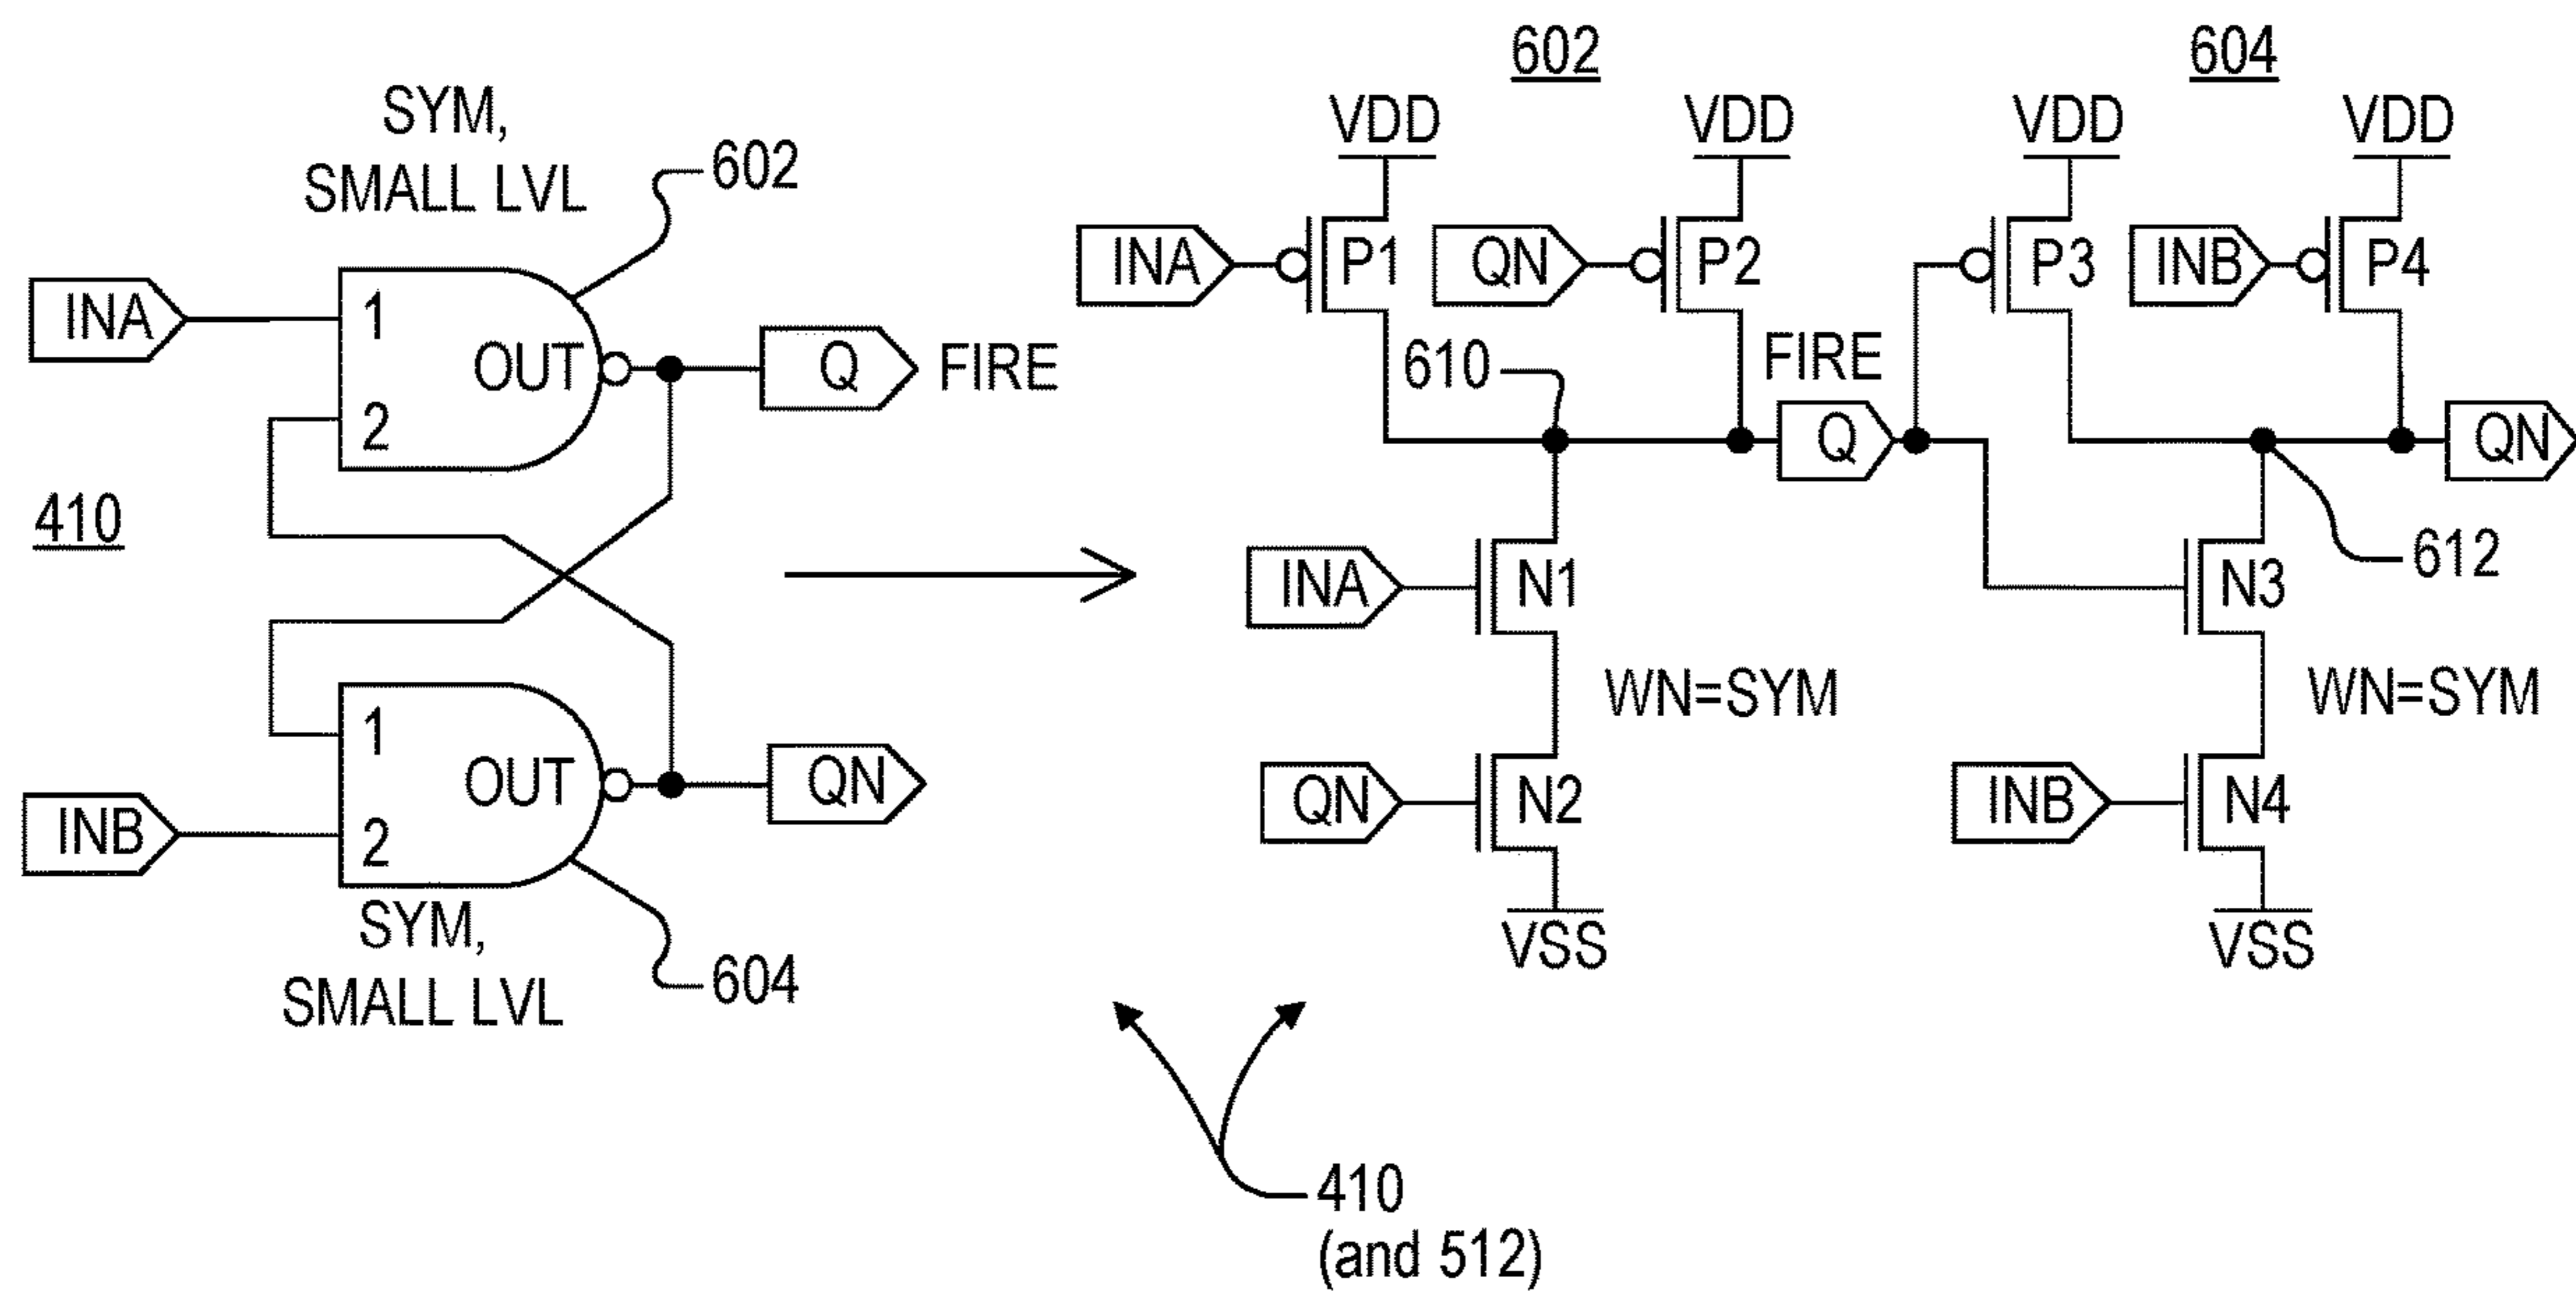 SYM,
SMALL LVL
602
INA
1
2
OUT
Q
FIRE
410
1
2
OUT
INB
QN
SYM,
SMALL LVL
604
602
VDD
VDD
INA
P1
QN
P2
610
FIRE
Q
INA
N1
WN=SYM
QN
N2
VSS
604
VDD
VDD
P3
INB
P4
QN
612
N3
WN=SYM
INB
N4
VSS
410
(and 512)